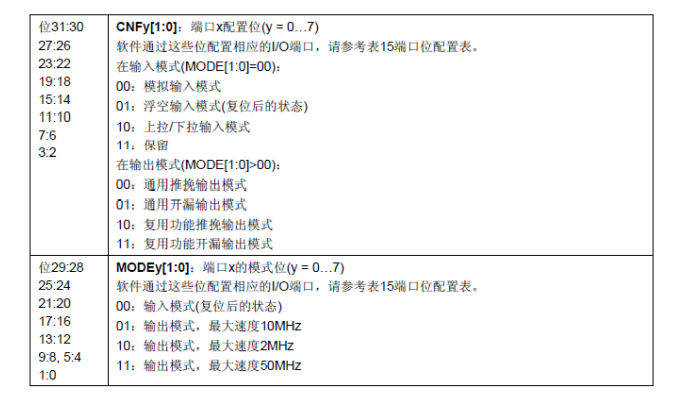 位31:30
27:26
23:22
19:18
15:14
11:10
7:6
3:2
CNFy[1:0]：端口x配置位(y = 0…7)
软件通过这些位配置相应的I/O端口，请参考表15端口位配置表。
在输入模式(MODE[1:0]=00)：
00：模拟输入模式
01：浮空输入模式(复位后的状态)
10：上拉/下拉输入模式
11：保留
在输出模式(MODE[1:0]>00)：
00：通用推挽输出模式
01：通用开漏输出模式
10：复用功能推挽输出模式
11：复用功能开漏输出模式
位29:28
25:24
21:20
17:16
13:12
9:8, 5:4
1:0
MODEy[1:0]：端口x的模式位(y = 0…7)
软件通过这些位配置相应的I/O端口，请参考表15端口位配置表。
00：输入模式(复位后的状态)
01：输出模式，最大速度10MHz
10：输出模式，最大速度2MHz
11：输出模式，最大速度50MHz